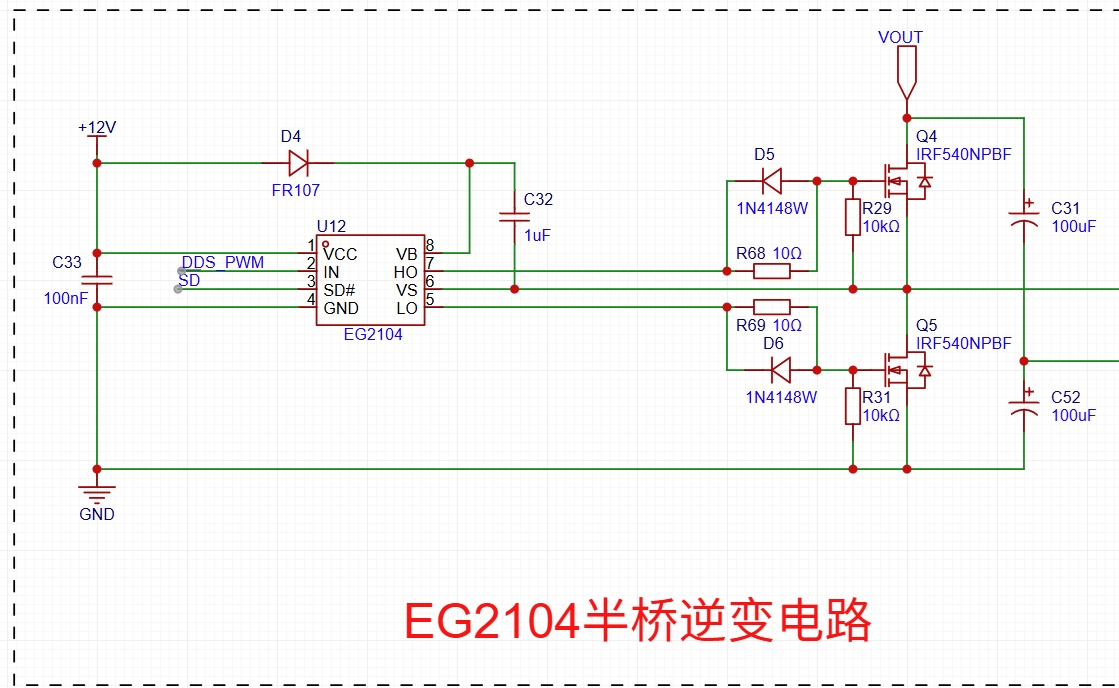 VOUT
+12V
D4
FR107
Q4
IRF540NPBF
D5
1N4148W
C32
1uF
R29
10kΩ
C31
100uF
U12
1 VCC VB 8
2 IN HO 7
3 SD# VS 6
4 GND LO 5
EG2104
C33
100nF
DDS_PWM
SD
R68 10Ω
R69 10Ω
D6
1N4148W
Q5
IRF540NPBF
R31
10kΩ
C52
100uF
GND
EG2104半桥逆变电路